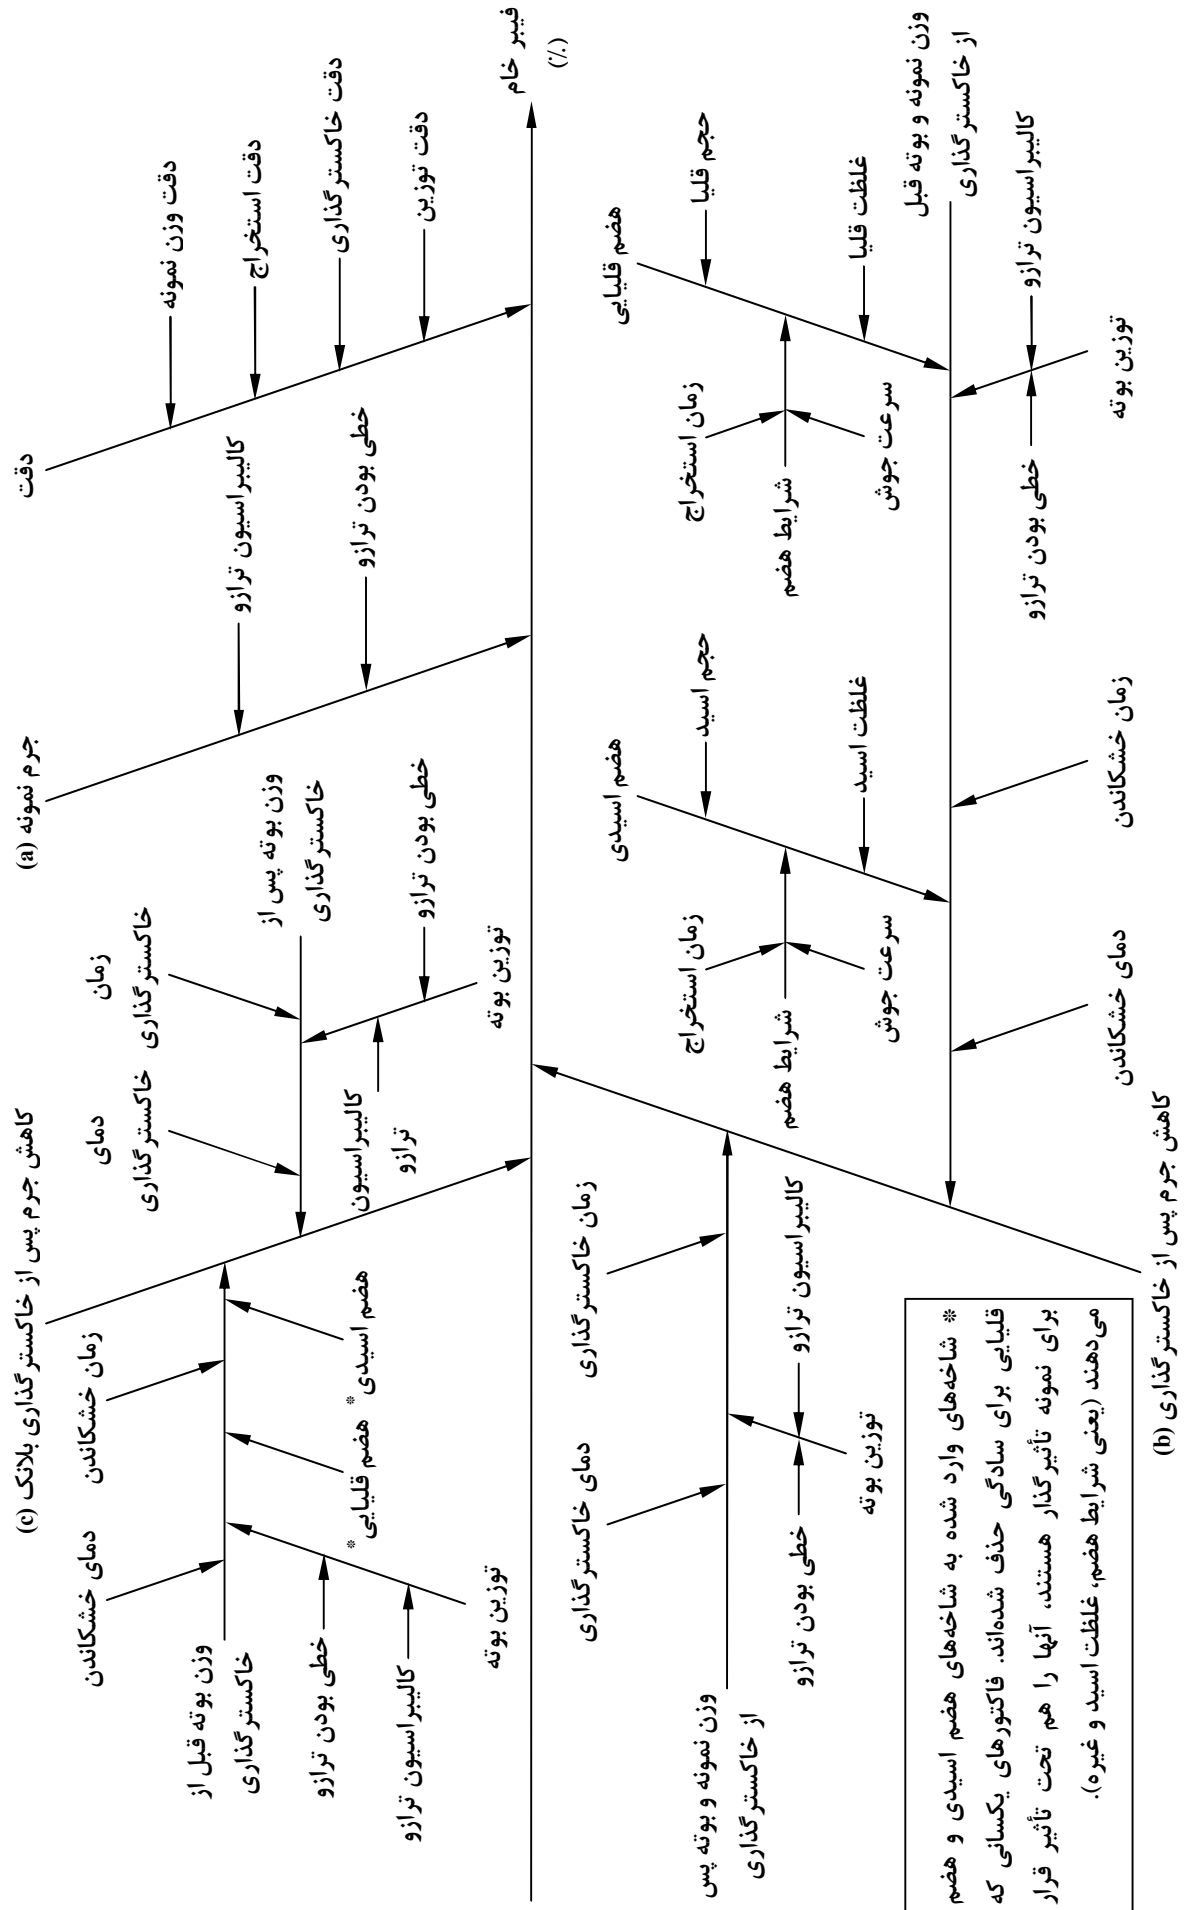 فیبر خام
(٪)
دقت
دقت وزن نمونه
دقت استخراج
دقت خاکسترگذاری
دقت توزین
جرم نمونه (a)
کالیبراسیون ترازو
خطی بودن ترازو
کاهش جرم پس از خاکسترگذاری بلانک (c)
وزن بوته پس از
خاکسترگذاری
زمان
خاکسترگذاری
دمای
خاکسترگذاری
خطی بودن ترازو
کالیبراسیون
ترازو
توزین بوته
زمان خشکاندن
دمای خشکاندن
هضم اسیدی *
هضم قلیایی *
وزن بوته قبل از
خاکسترگذاری
خطی بودن ترازو
کالیبراسیون ترازو
توزین بوته
وزن نمونه و بوته قبل
از خاکسترگذاری
هضم قلیایی
حجم قلیا
غلظت قلیا
زمان استخراج
شرایط هضم
سرعت جوش
کالیبراسیون ترازو
خطی بودن ترازو
توزین بوته
هضم اسیدی
حجم اسید
غلظت اسید
زمان استخراج
شرایط هضم
سرعت جوش
زمان خشکاندن
دمای خشکاندن
زمان خاکسترگذاری
دمای خاکسترگذاری
کالیبراسیون ترازو
خطی بودن ترازو
توزین بوته
وزن نمونه و بوته پس
از خاکسترگذاری
کاهش جرم پس از خاکسترگذاری (b)
* شاخه‌های وارد شده به شاخه‌های هضم اسیدی و هضم
قلیایی برای سادگی حذف شده‌اند. فاکتورهای یکسانی که
برای نمونه تأثیرگذار هستند، آنها را هم تحت تأثیر قرار
می‌دهند (یعنی شرایط هضم، غلظت اسید و غیره).